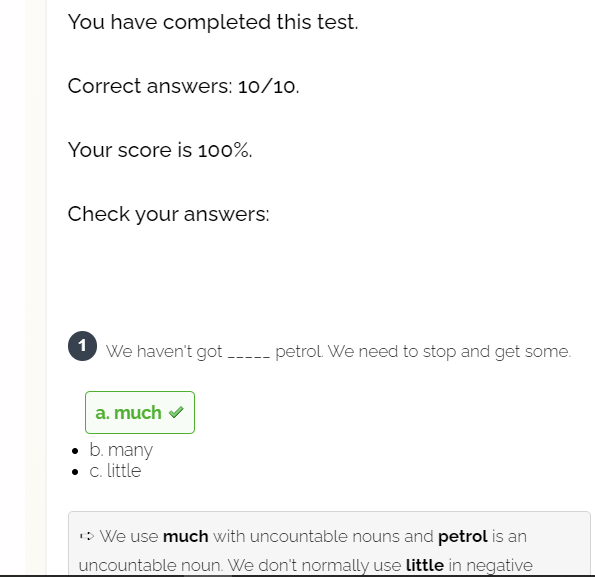 You have completed this test.
Correct answers: 10/10.
Your score is 100%.
Check your answers:
1 We haven't got _____ petrol. We need to stop and get some.
a. much ✔
• b. many
• c. little
➩ We use much with uncountable nouns and petrol is an
uncountable noun. We don't normally use little in negative